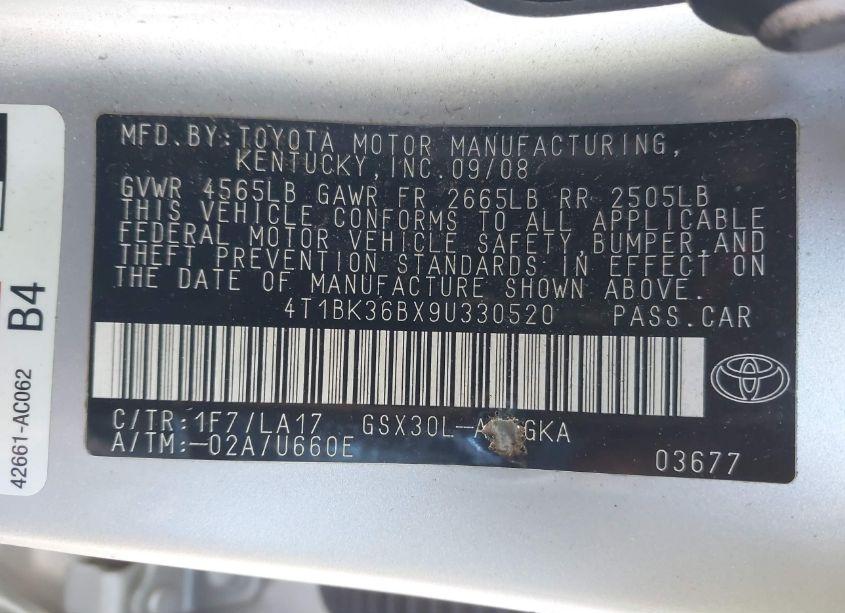 MFD.BY:TOYOTA MOTOR MANUFACTURING,
KENTUCKY,INC.09/08
GVWR 4565LB GAWR FR 2665LB RR 2505LB
THIS VEHICLE CONFORMS TO ALL APPLICABLE
FEDERAL MOTOR VEHICLE SAFETY,BUMPER,AND
THEFT PREVENTION STANDARDS IN EFFECT ON
THE DATE OF MANUFACTURE SHOWN ABOVE.
4T1BK36BX9U330520 PASS.CAR
C/TR:1F7/LA17
A/TM:-02A/U660E
03677
B4
42661-AC062